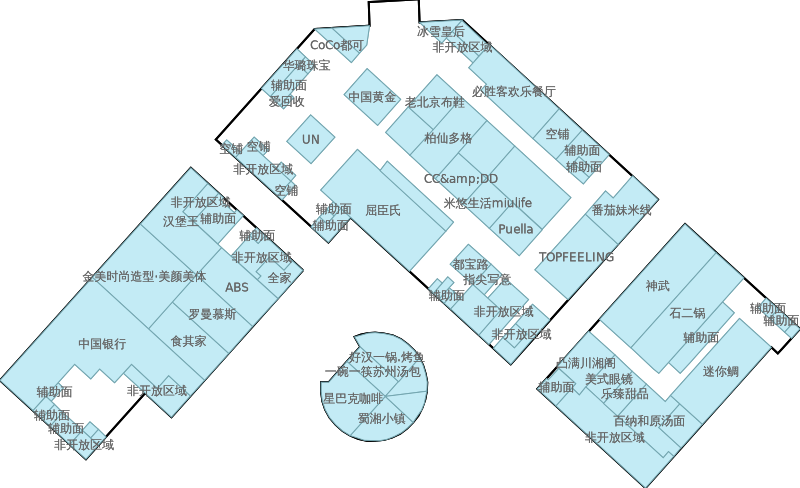 冰雪皇后
CoCo都可
非开放区域
华璐珠宝
辅助面
爱回收
中国黄金
老北京布鞋
必胜客欢乐餐厅
空铺
辅助面
辅助面
UN
柏仙多格
空铺
空铺
非开放区域
空铺
CC&amp;DD
米悠生活miulife
Puella
屈臣氏
辅助面
辅助面
番茄妹米线
TOPFEELING
都宝路
指尖写意
辅助面
非开放区域
非开放区域
非开放区域
汉堡王
辅助面
辅助面
非开放区域
全家
金美时尚造型·美颜美体
ABS
罗曼慕斯
食其家
中国银行
辅助面
非开放区域
辅助面
辅助面
非开放区域
好汉一锅.烤鱼
一碗一筷苏州汤包
星巴克咖啡
蜀湘小镇
神武
石二锅
辅助面
辅助面
辅助面
迷你鲷
凸满川湘阁
美式眼镜
辅助面
乐臻甜品
百纳和原汤面
非开放区域